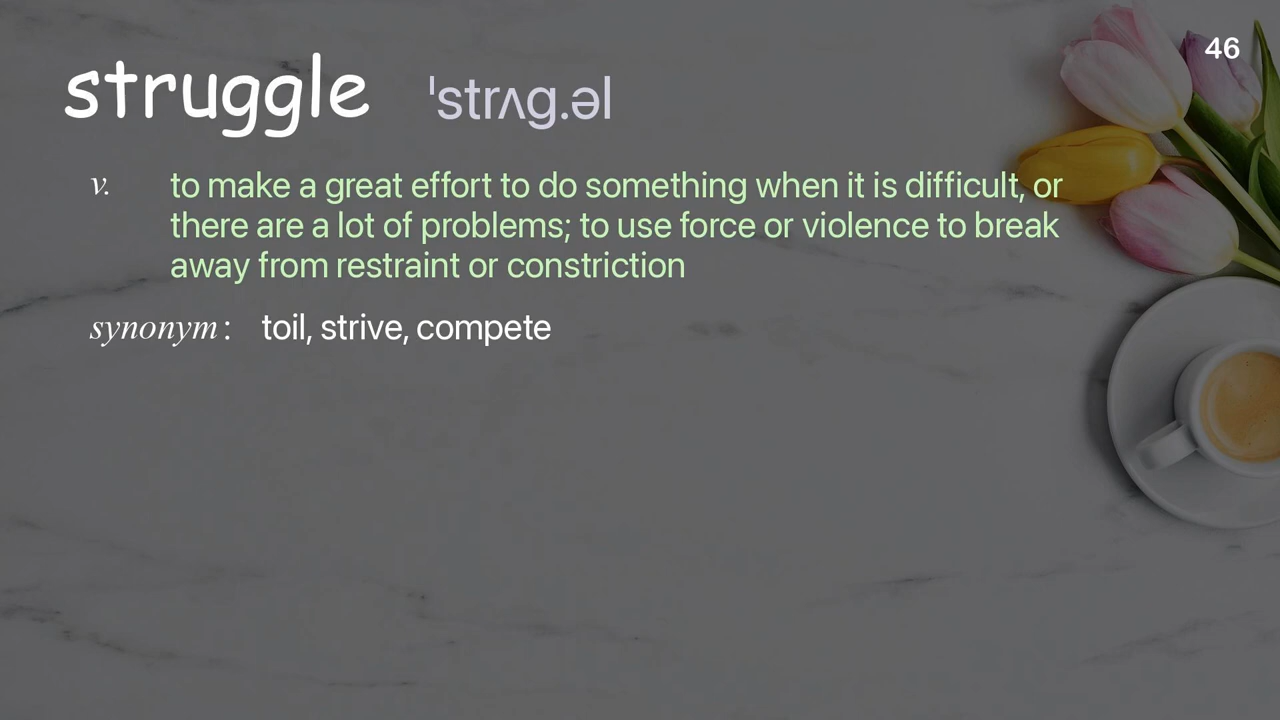 46
struggle ˈstrʌg.əl
v. to make a great effort to do something when it is difficult, or
there are a lot of problems; to use force or violence to break
away from restraint or constriction
synonym: toil, strive, compete